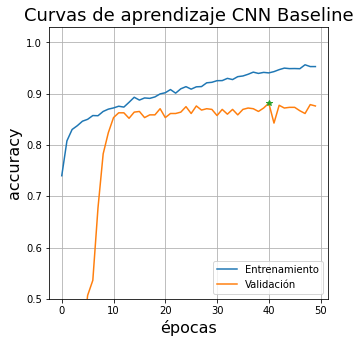 Curvas de aprendizaje CNN Baseline
accuracy
1.0
0.9
0.8
0.7
0.6
0.5
0 10 20 30 40 50
épocas
Entrenamiento
Validación